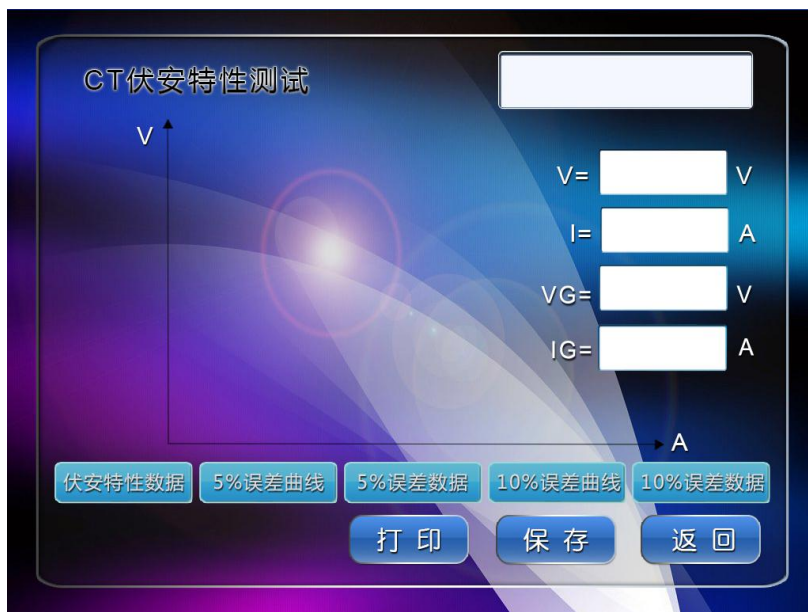 CT伏安特性测试
V
V= V
I= A
VG= V
IG= A
A
伏安特性数据 5%误差曲线 5%误差数据 10%误差曲线 10%误差数据
打印 保存 返回